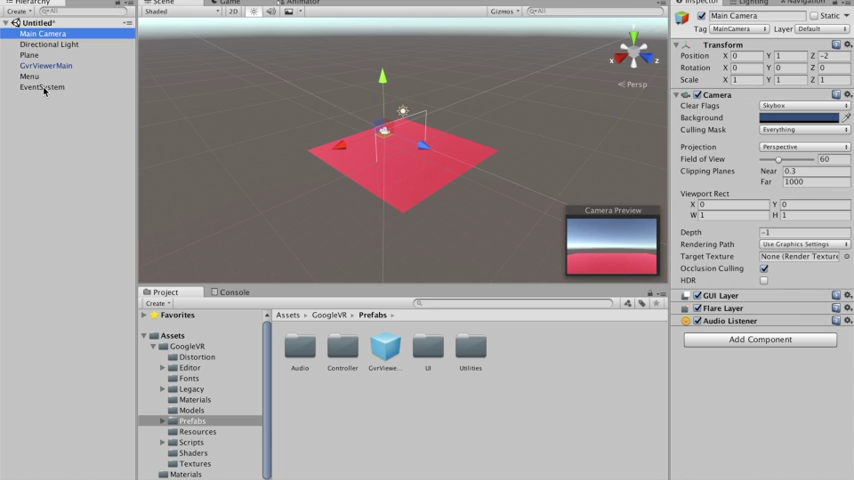 Hierarchy
Scene
Game
Animator
Inspector
Lighting
Navigation
Create
All
Untitled*
Main Camera
Directional Light
Plane
GvrViewerMain
Menu
EventSystem
Shaded
2D
Gizmos
All
x
z
Persp
Camera Preview
Project
Console
Create
Favorites
Assets
GoogleVR
Distortion
Editor
Fonts
Legacy
Materials
Models
Prefabs
Resources
Scripts
Shaders
Textures
Materials
Assets
GoogleVR
Prefabs
Audio
Controller
GvrViewe...
UI
Utilities
Main Camera
Static
Tag MainCamera Layer Default
Transform
Position X 0 Y 1 Z -2
Rotation X 0 Y 0 Z 0
Scale X 1 Y 1 Z 1
Camera
Clear Flags Skybox
Background
Culling Mask Everything
Projection Perspective
Field of View 60
Clipping Planes Near 0.3
Far 1000
Viewport Rect
X 0 Y 0
W 1 H 1
Depth -1
Rendering Path Use Graphics Settings
Target Texture None (Render Texture
Occlusion Culling
HDR
GUI Layer
Flare Layer
Audio Listener
Add Component